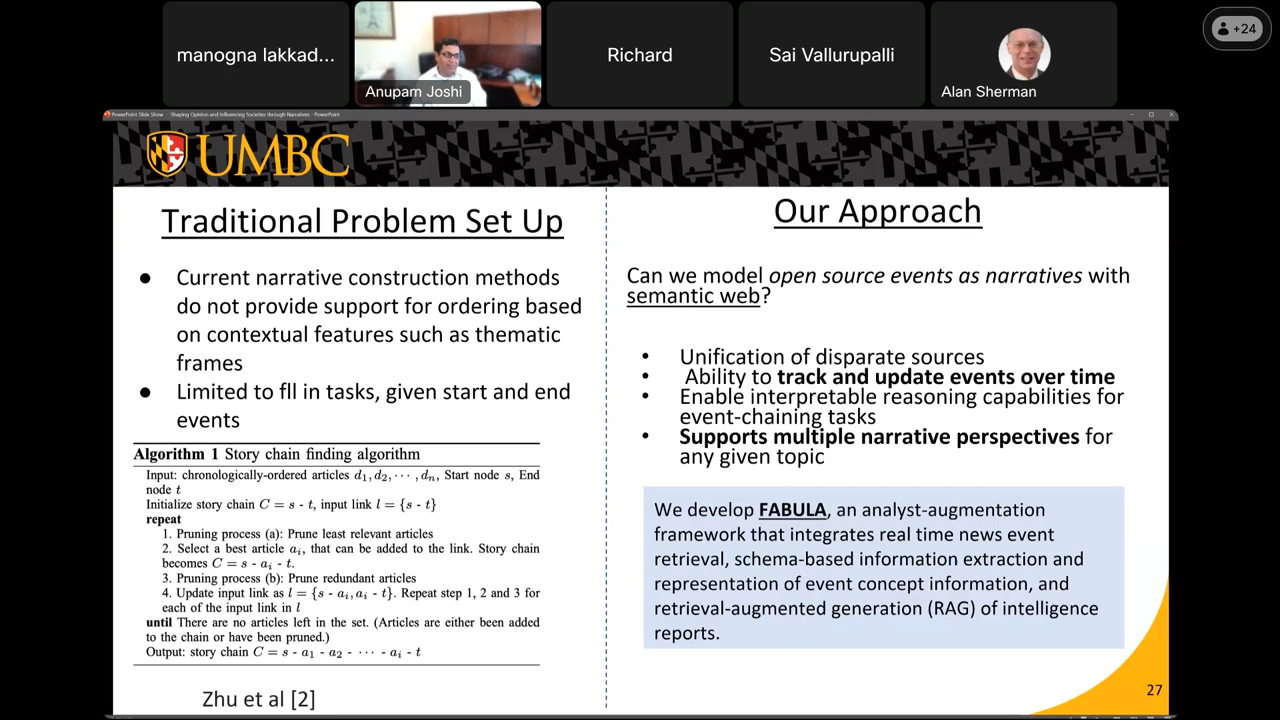 manogna lakkad...
Anupam Joshi
Richard
Sai Vallurupalli
Alan Sherman
+24
PowerPoint Slide Show - Shaping Opinion and Influencing Societies through Narratives - PowerPoint
UMBC
Traditional Problem Set Up
● Current narrative construction methods
do not provide support for ordering based
on contextual features such as thematic
frames
● Limited to fll in tasks, given start and end
events
Algorithm 1 Story chain finding algorithm
Input: chronologically-ordered articles d₁, d₂, ⋯ , dₙ, Start node s, End
node t
Initialize story chain C = s - t, input link l = {s - t}
repeat
1. Pruning process (a): Prune least relevant articles
2. Select a best article aᵢ, that can be added to the link. Story chain
becomes C = s - aᵢ - t.
3. Pruning process (b): Prune redundant articles
4. Update input link as l = {s - aᵢ, aᵢ - t}. Repeat step 1, 2 and 3 for
each of the input link in l
until There are no articles left in the set. (Articles are either been added
to the chain or have been pruned.)
Output: story chain C = s - a₁ - a₂ - ⋯ - aᵢ - t
Zhu et al [2]
Our Approach
Can we model open source events as narratives with
semantic web?
• Unification of disparate sources
• Ability to track and update events over time
• Enable interpretable reasoning capabilities for
event-chaining tasks
• Supports multiple narrative perspectives for
any given topic
We develop FABULA, an analyst-augmentation
framework that integrates real time news event
retrieval, schema-based information extraction and
representation of event concept information, and
retrieval-augmented generation (RAG) of intelligence
reports.
27